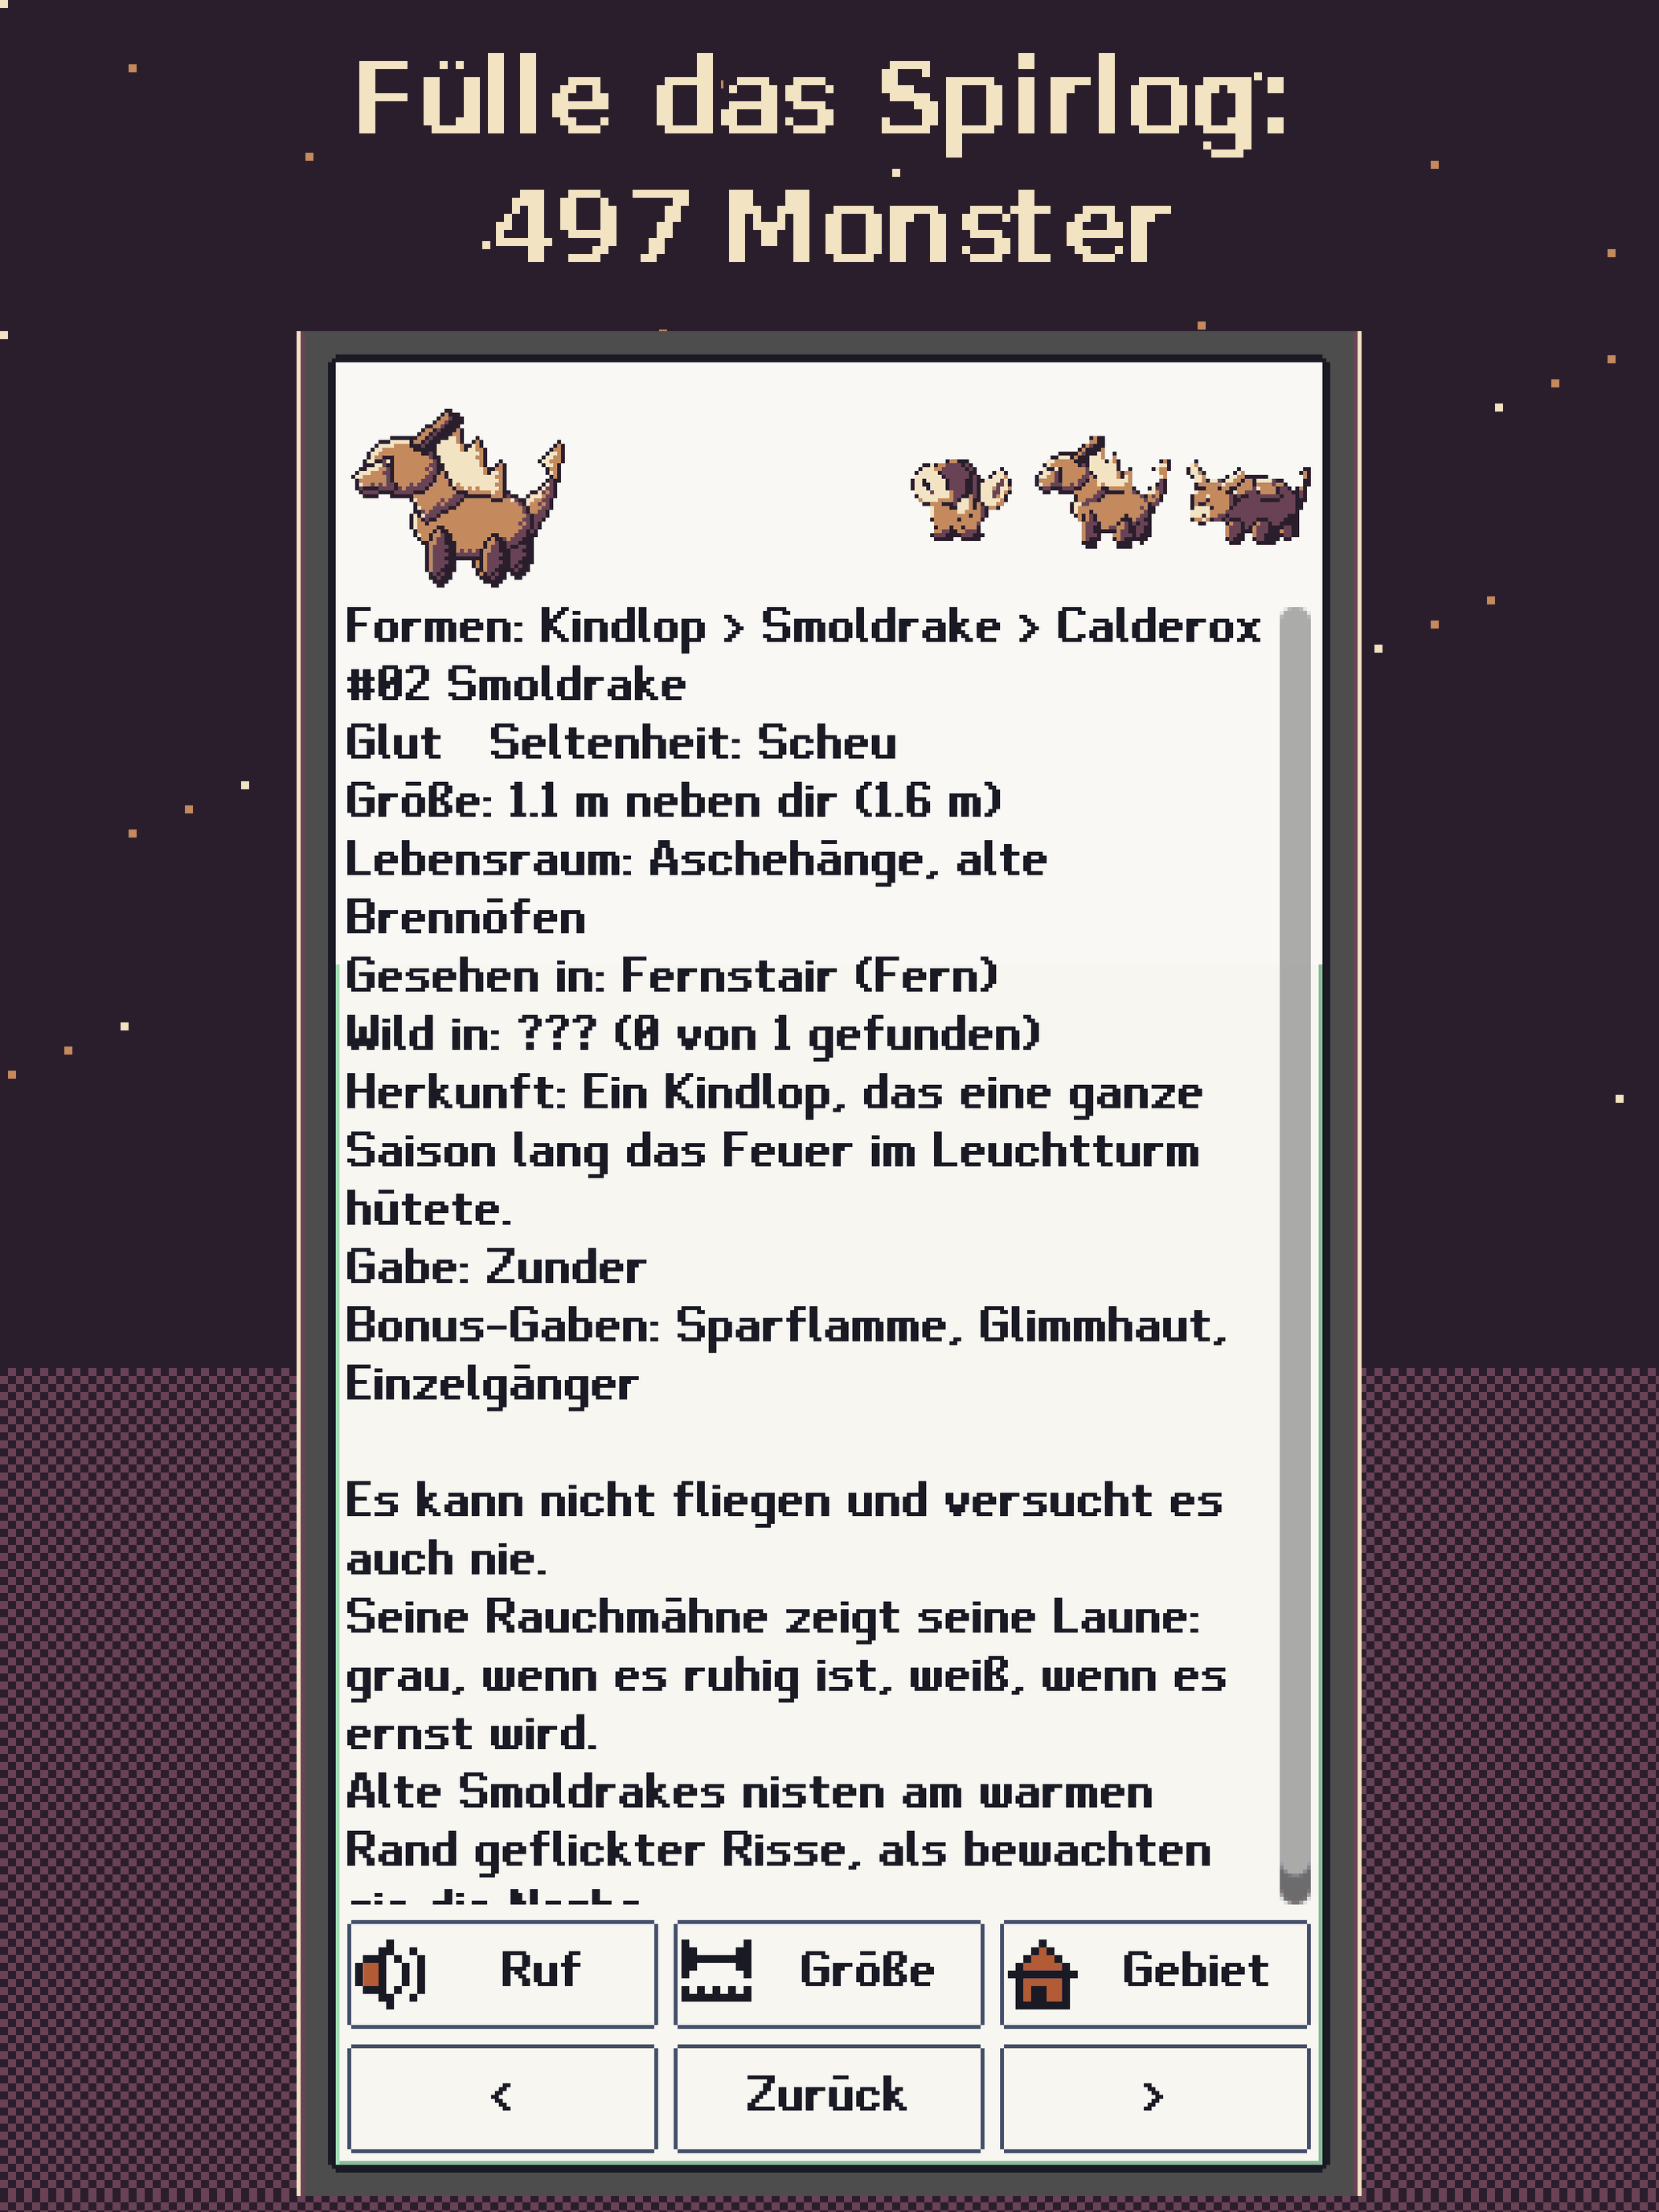 Fülle das Spirlog:
497 Monster
Formen: Kindlop > Smoldrake > Calderox
#02 Smoldrake
Glut Seltenheit: Scheu
Größe: 1.1 m neben dir (1.6 m)
Lebensraum: Aschehänge, alte
Brennöfen
Gesehen in: Fernstair (Fern)
Wild in: ??? (0 von 1 gefunden)
Herkunft: Ein Kindlop, das eine ganze
Saison lang das Feuer im Leuchtturm
hütete.
Gabe: Zunder
Bonus-Gaben: Sparflamme, Glimmhaut,
Einzelgänger
Es kann nicht fliegen und versucht es
auch nie.
Seine Rauchmähne zeigt seine Laune:
grau, wenn es ruhig ist, weiß, wenn es
ernst wird.
Alte Smoldrakes nisten am warmen
Rand geflickter Risse, als bewachten
Ruf
Größe
Gebiet
<
Zurück
>